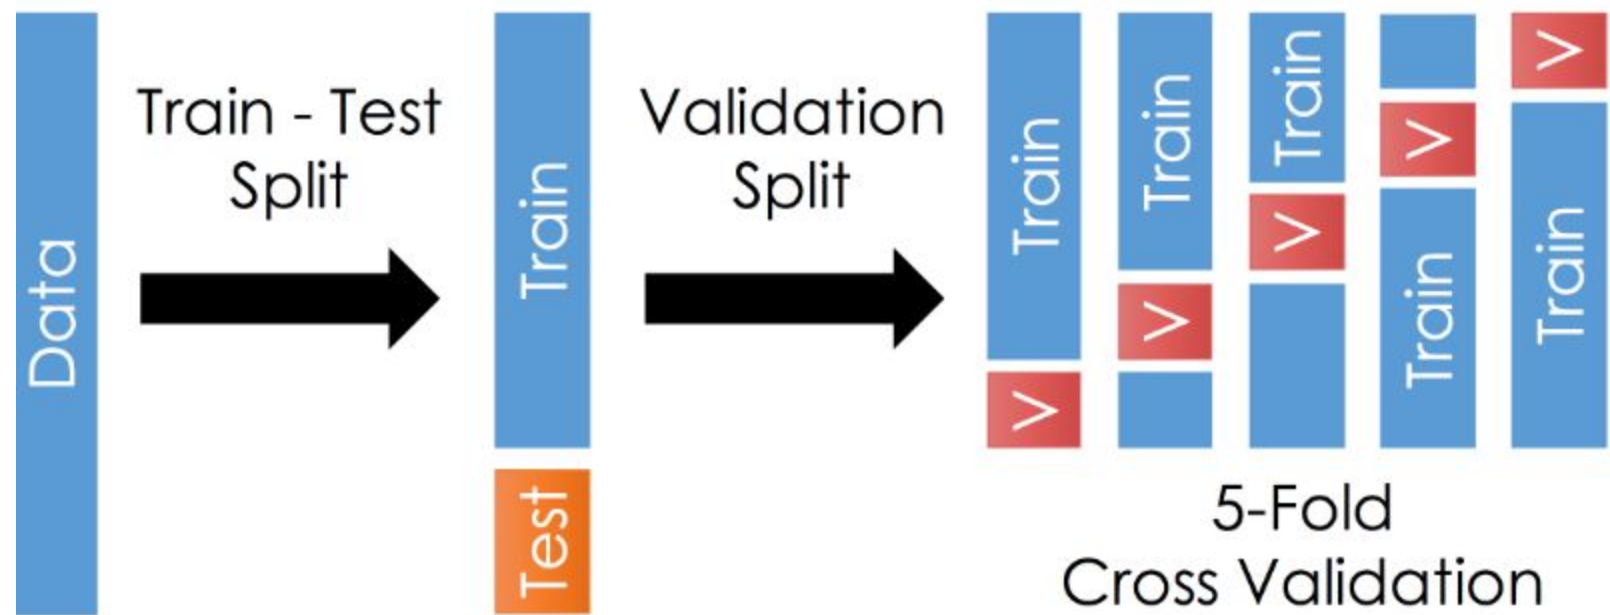 Data
Train - Test
Split
Train
Test
Validation
Split
Train
V
Train
V
Train
V
V
Train
V
Train
5-Fold
Cross Validation